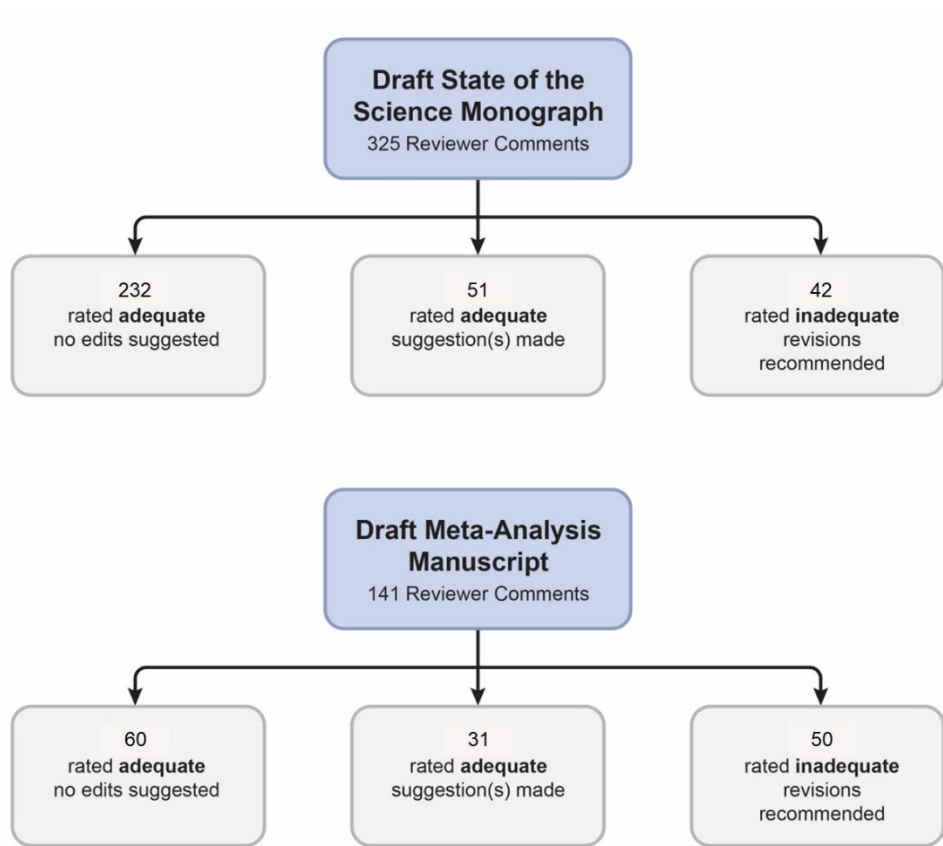 Draft State of the
Science Monograph
325 Reviewer Comments
232
rated adequate
no edits suggested
51
rated adequate
suggestion(s) made
42
rated inadequate
revisions
recommended
Draft Meta-Analysis
Manuscript
141 Reviewer Comments
60
rated adequate
no edits suggested
31
rated adequate
suggestion(s) made
50
rated inadequate
revisions
recommended